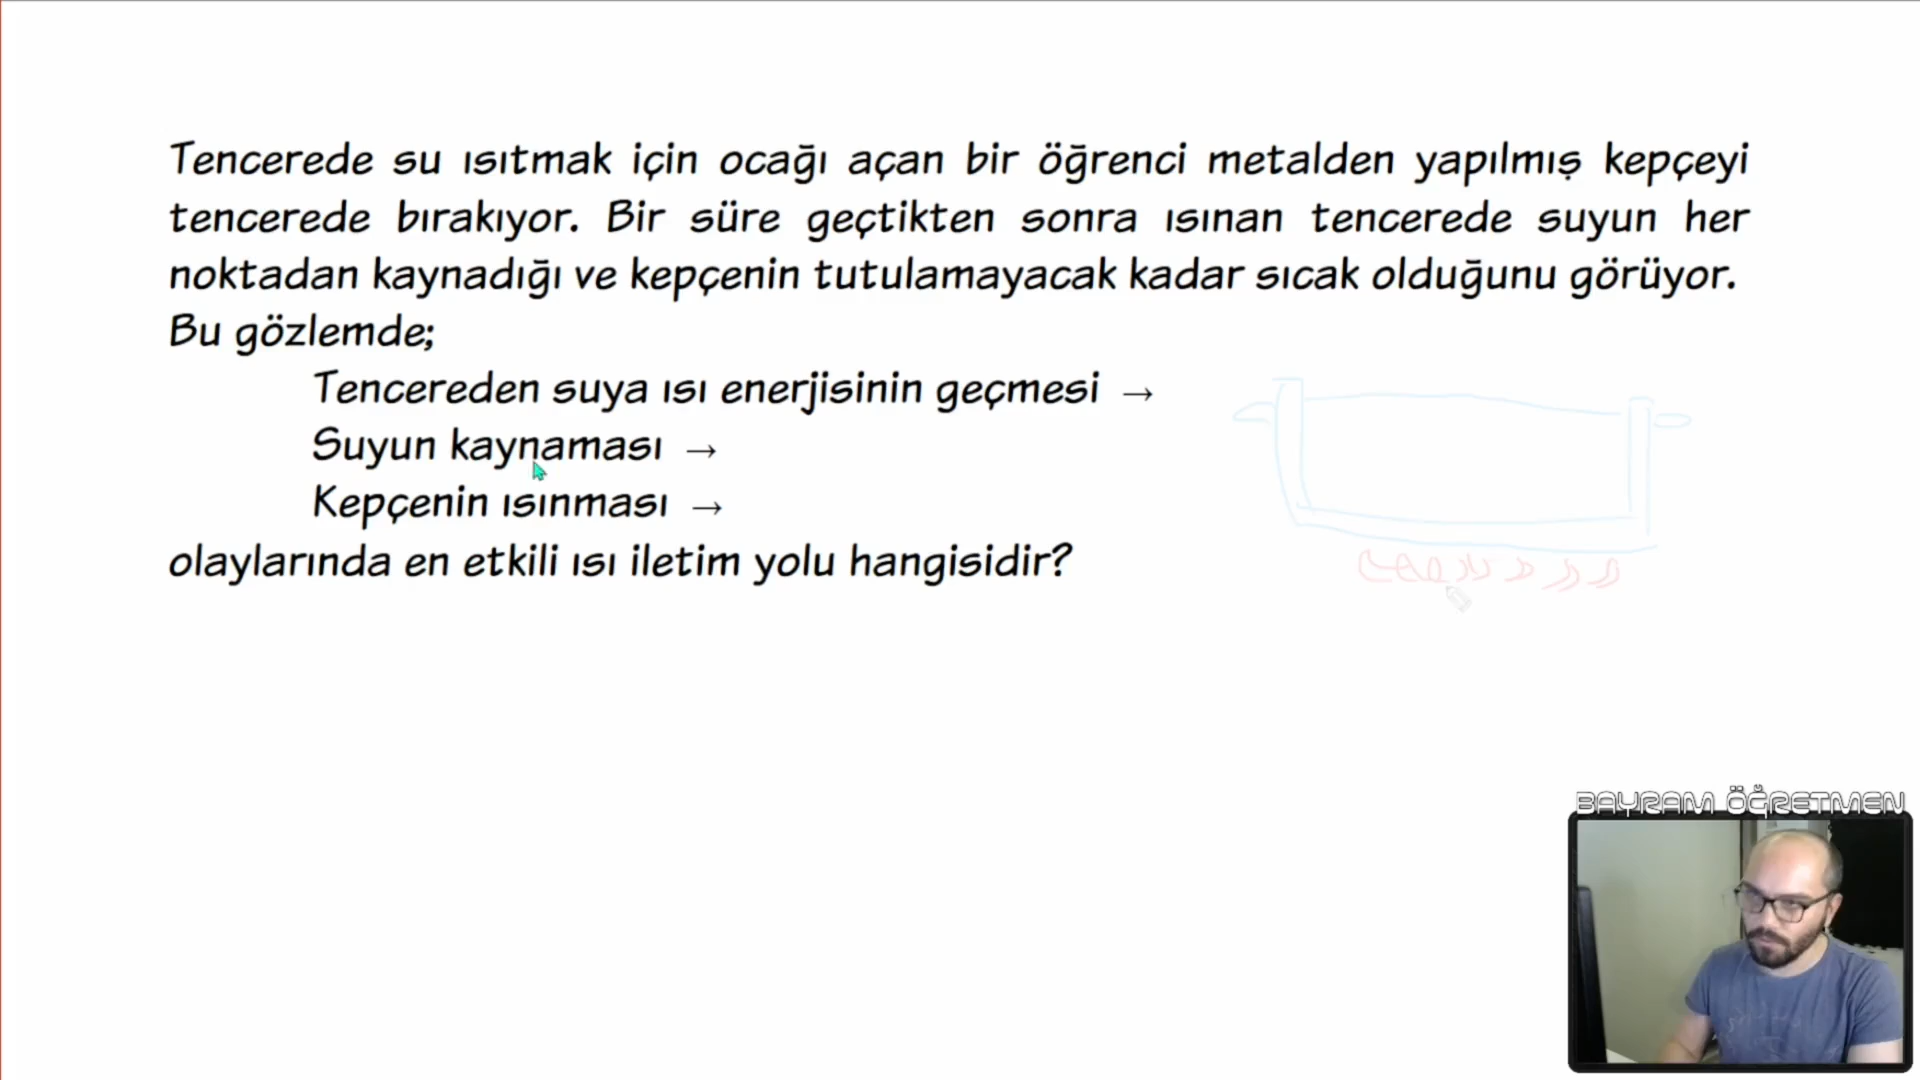 Tencerede su ısıtmak için ocağı açan bir öğrenci metalden yapılmış kepçeyi
tencerede bırakıyor. Bir süre geçtikten sonra ısınan tencerede suyun her
noktadan kaynadığı ve kepçenin tutulamayacak kadar sıcak olduğunu görüyor.
Bu gözlemde;
Tencereden suya ısı enerjisinin geçmesi →
Suyun kaynaması →
Kepçenin ısınması →
olaylarında en etkili ısı iletim yolu hangisidir?
BAYRAM ÖĞRETMEN